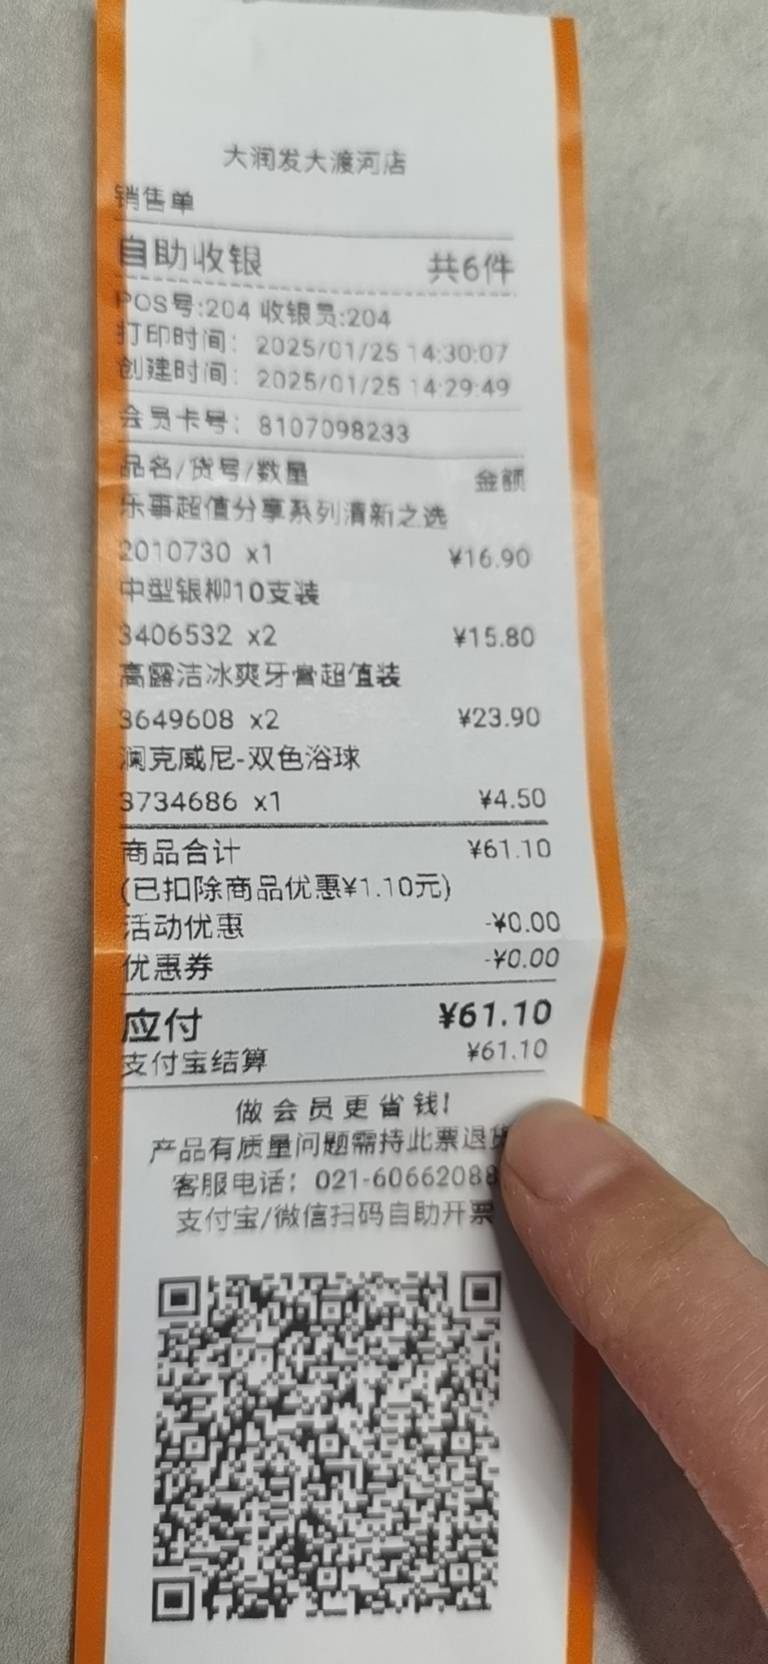 大润发大渡河店
销售单
自助收银 共6件
POS号:204 收银员:204
打印时间: 2025/01/25 14:30:07
创建时间: 2025/01/25 14:29:49
会员卡号: 8107098233
品名/货号/数量 金额
乐事超值分享系列清新之选
2010730 x1 ¥16.90
中型银柳10支装
3406532 x2 ¥15.80
高露洁冰爽牙膏超值装
3649608 x2 ¥23.90
澜克威尼-双色浴球
3734686 x1 ¥4.50
商品合计 ¥61.10
(已扣除商品优惠¥1.10元)
活动优惠 -¥0.00
优惠券 -¥0.00
应付 ¥61.10
支付宝结算 ¥61.10
做会员更省钱!
产品有质量问题需持此票退货
客服电话: 021-60662088
支付宝/微信扫码自助开票